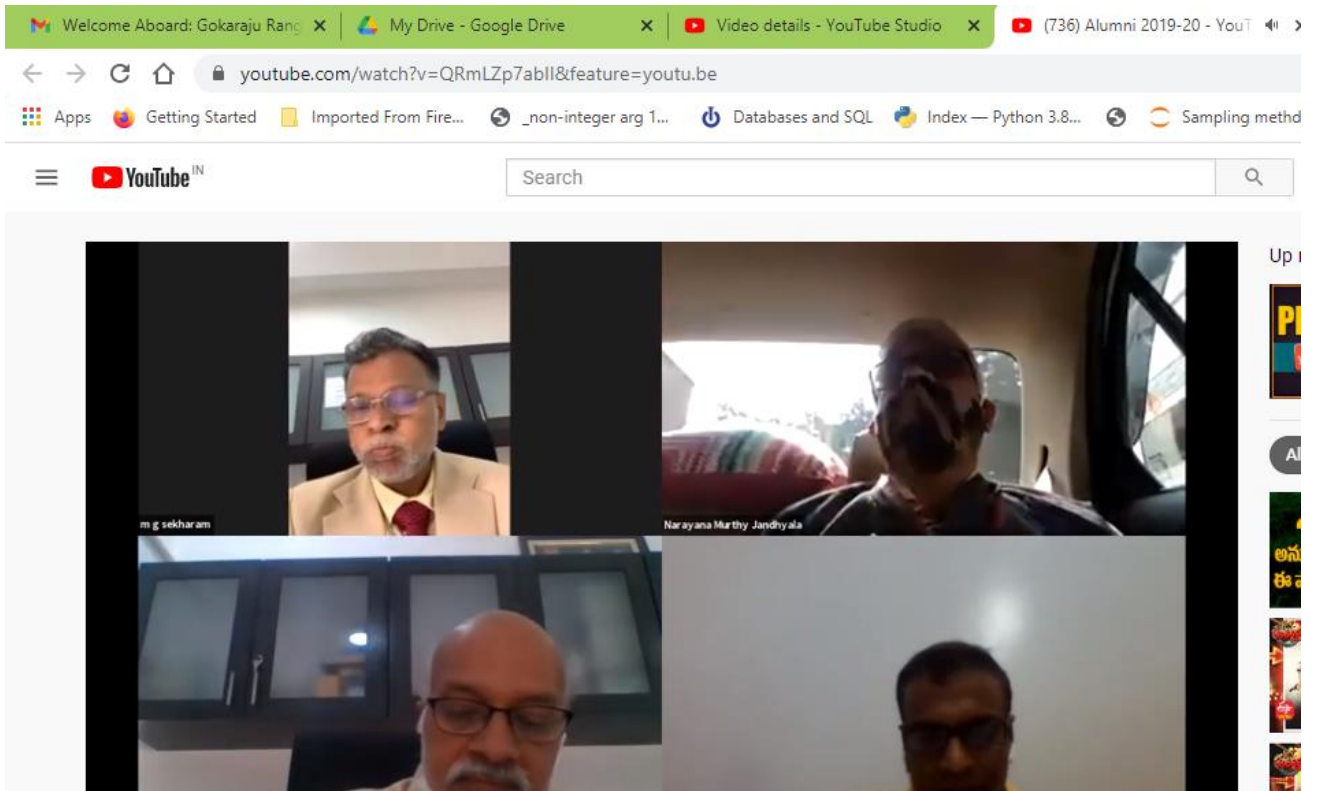 Welcome Aboard: Gokaraju Rang
My Drive - Google Drive
Video details - YouTube Studio
(736) Alumni 2019-20 - YouT
youtube.com/watch?v=QRmLZp7abII&feature=youtu.be
Apps Getting Started Imported From Fire... _non-integer arg 1... Databases and SQL Index — Python 3.8... Sampling methd
YouTube IN
Search
Up
m g sekharam
Narayana Murthy Jandhyala